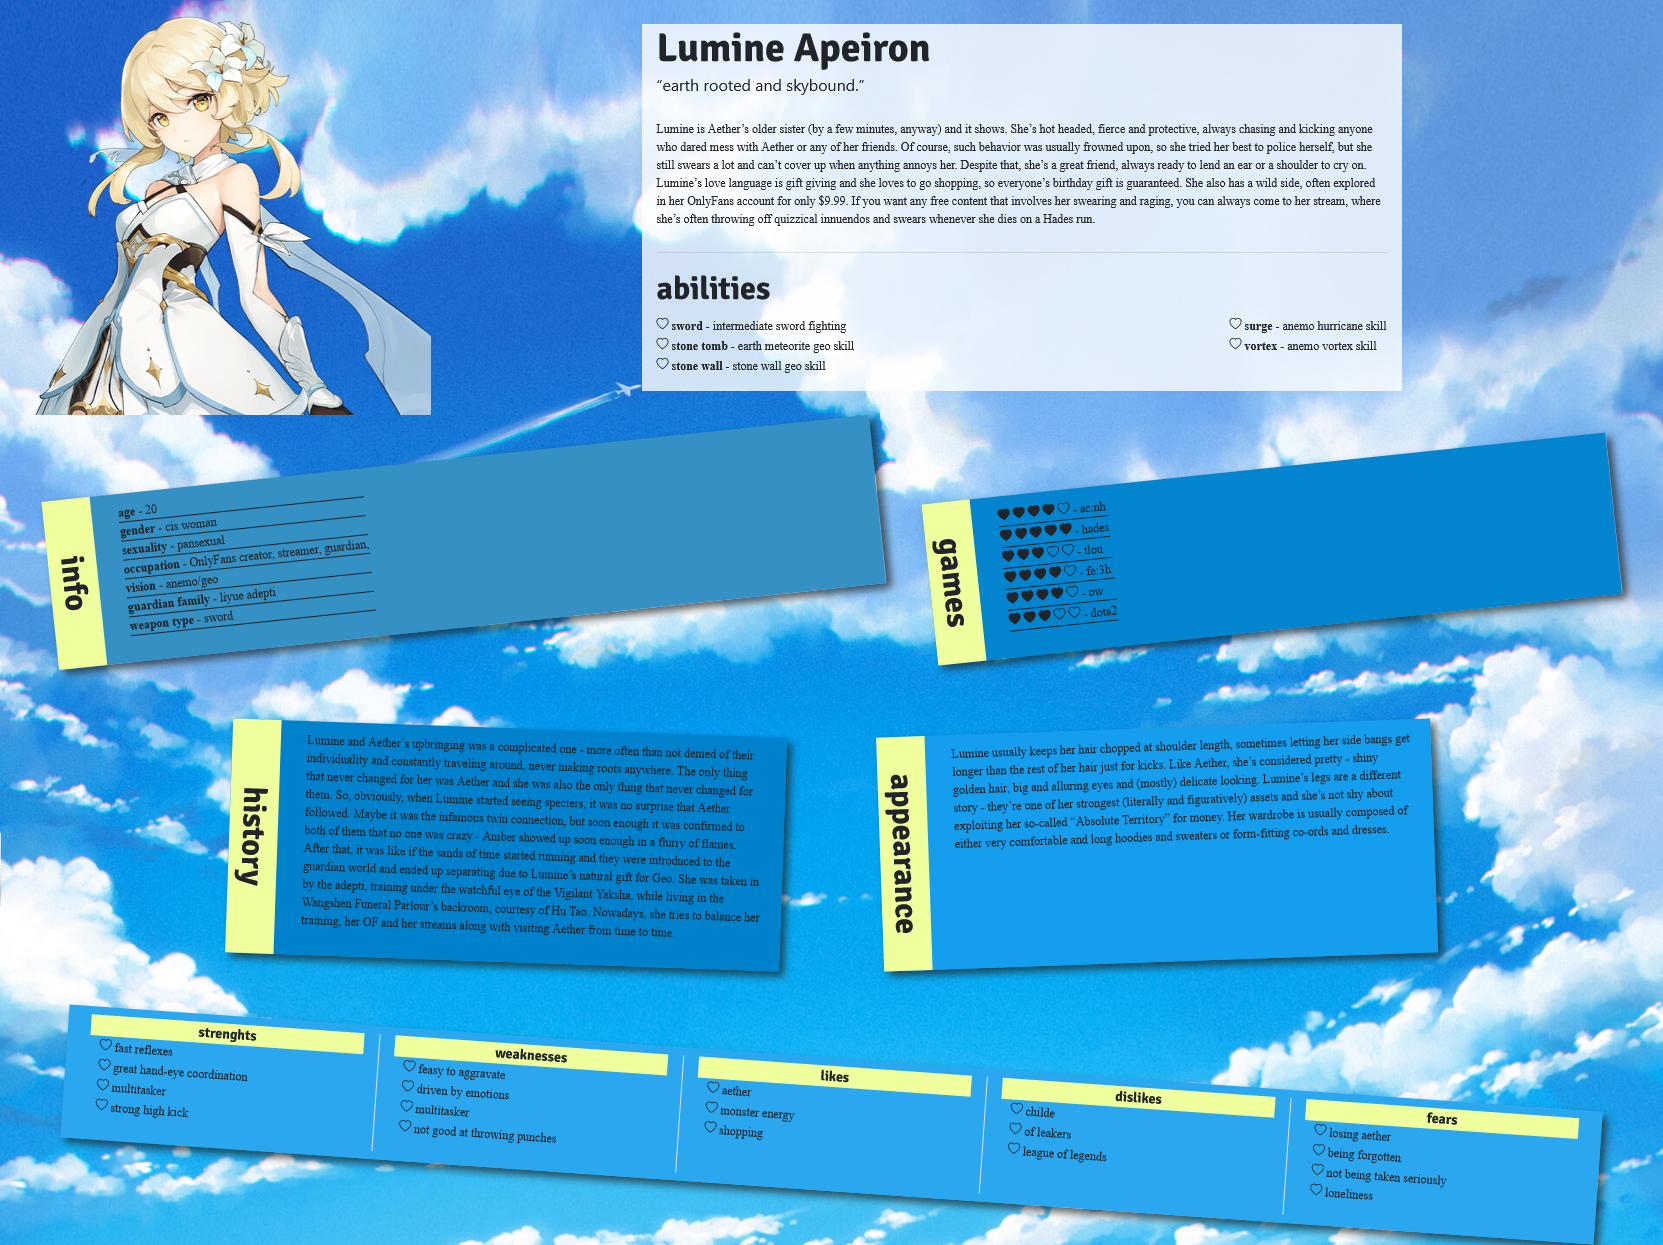 Lumine Apeiron
“earth rooted and skybound.”
Lumine is Aether’s older sister (by a few minutes, anyway) and it shows. She’s hot headed, fierce and protective, always chasing and kicking anyone
who dared mess with Aether or any of her friends. Of course, such behavior was usually frowned upon, so she tried her best to police herself, but she
still swears a lot and can’t cover up when anything annoys her. Despite that, she’s a great friend, always ready to lend an ear or a shoulder to cry on.
Lumine’s love language is gift giving and she loves to go shopping, so everyone’s birthday gift is guaranteed. She also has a wild side, often explored
in her OnlyFans account for only $9.99. If you want any free content that involves her swearing and raging, you can always come to her stream, where
she’s often throwing off quizzical innuendos and swears whenever she dies on a Hades run.
abilities
♡ sword - intermediate sword fighting
♡ stone tomb - earth meteorite geo skill
♡ stone wall - stone wall geo skill
♡ surge - anemo hurricane skill
♡ vortex - anemo vortex skill
info
age - 20
gender - cis woman
sexuality - pansexual
occupation - OnlyFans creator, streamer, guardian,
vision - anemo/geo
guardian family - liyue adepti
weapon type - sword
games
♥♥♥♥♡ - ac:nh
♥♥♥♥♥ - hades
♥♥♥♡♡ - tlou
♥♥♥♥♡ - fe:3h
♥♥♥♥♡ - ow
♥♥♥♡♡ - dota2
history
Lumine and Aether’s upbringing was a complicated one - more often than not denied of their
individuality and constantly traveling around, never making roots anywhere. The only thing
that never changed for her was Aether and she was also the only thing that never changed for
them. So, obviously, when Lumine started seeing specters, it was no surprise that Aether
followed. Maybe it was the infamous twin connection, but soon enough it was confirmed to
both of them that no one was crazy - Amber showed up soon enough in a flurry of flames.
After that, it was like if the sands of time started running and they were introduced to the
guardian world and ended up separating due to Lumine’s natural gift for Geo. She was taken in
by the adepti, training under the watchful eye of the Vigilant Yaksha, while living in the
Wangshen Funeral Parlour’s backroom, courtesy of Hu Tao. Nowadays, she tries to balance her
training, her OF and her streams along with visiting Aether from time to time.
appearance
Lumine usually keeps her hair chopped at shoulder length, sometimes letting her side bangs get
longer than the rest of her hair just for kicks. Like Aether, she’s considered pretty - shiny
golden hair, big and alluring eyes and (mostly) delicate looking. Lumine’s legs are a different
story - they’re one of her strongest (literally and figuratively) assets and she’s not shy about
exploiting her so-called “Absolute Territory” for money. Her wardrobe is usually composed of
either very comfortable and long hoodies and sweaters or form-fitting co-ords and dresses.
strenghts
♡ fast reflexes
♡ great hand-eye coordination
♡ multitasker
♡ strong high kick
weaknesses
♡ feasy to aggravate
♡ driven by emotions
♡ multitasker
♡ not good at throwing punches
likes
♡ aether
♡ monster energy
♡ shopping
dislikes
♡ childe
♡ of leakers
♡ league of legends
fears
♡ losing aether
♡ being forgotten
♡ not being taken seriously
♡ loneliness